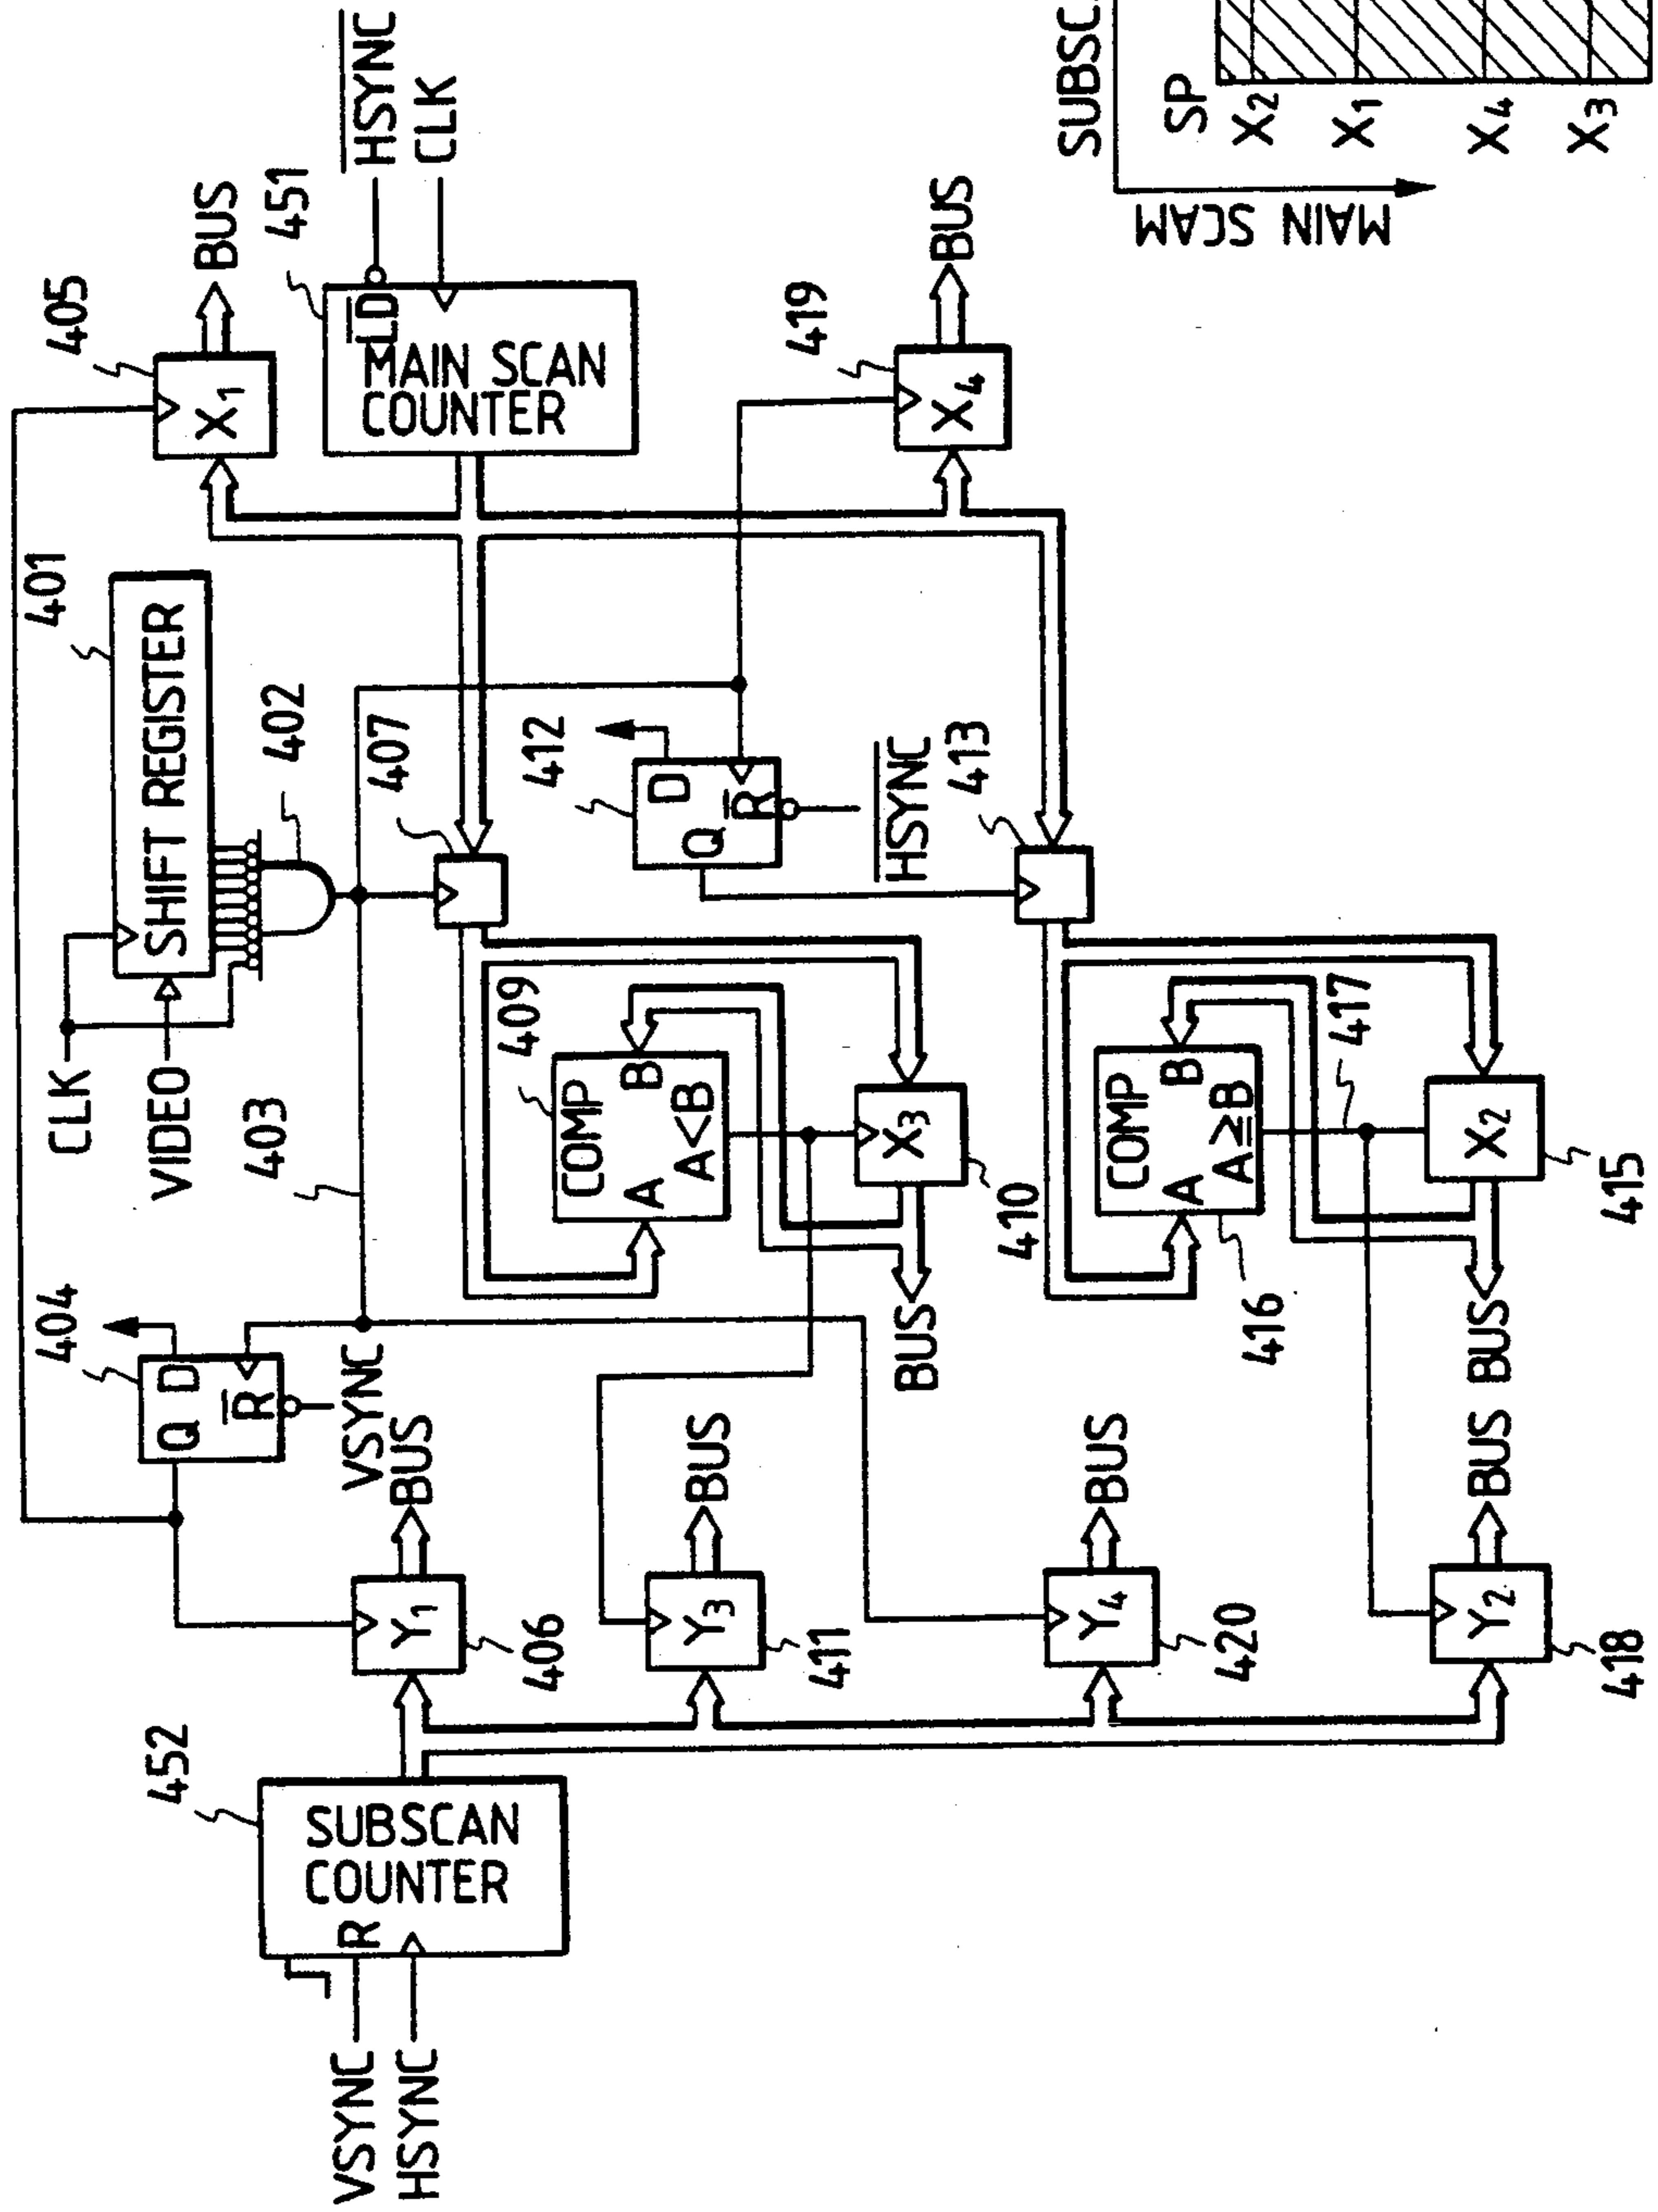 404
401
405
CLK
VIDEO
SHIFT REGISTER
X1
BUS
452
Q D
R
403
402
451
VSYNC
HSYNC
R
SUBSCAN
COUNTER
VSYNC
Y1
BUS
406
407
LD
MAIN SCAN
COUNTER
HSYNC
CLK
409
COMP
A
B
A<B
412
D
Q
R
HSYNC
Y3
BUS
411
X3
BUS
410
413
419
X4
BUS
Y4
BUS
420
COMP
A
B
A≧B
416
417
Y2
BUS
418
BUS
X2
415
SUBSC
MAIN SCAM
SP
X2
X1
X4
X3